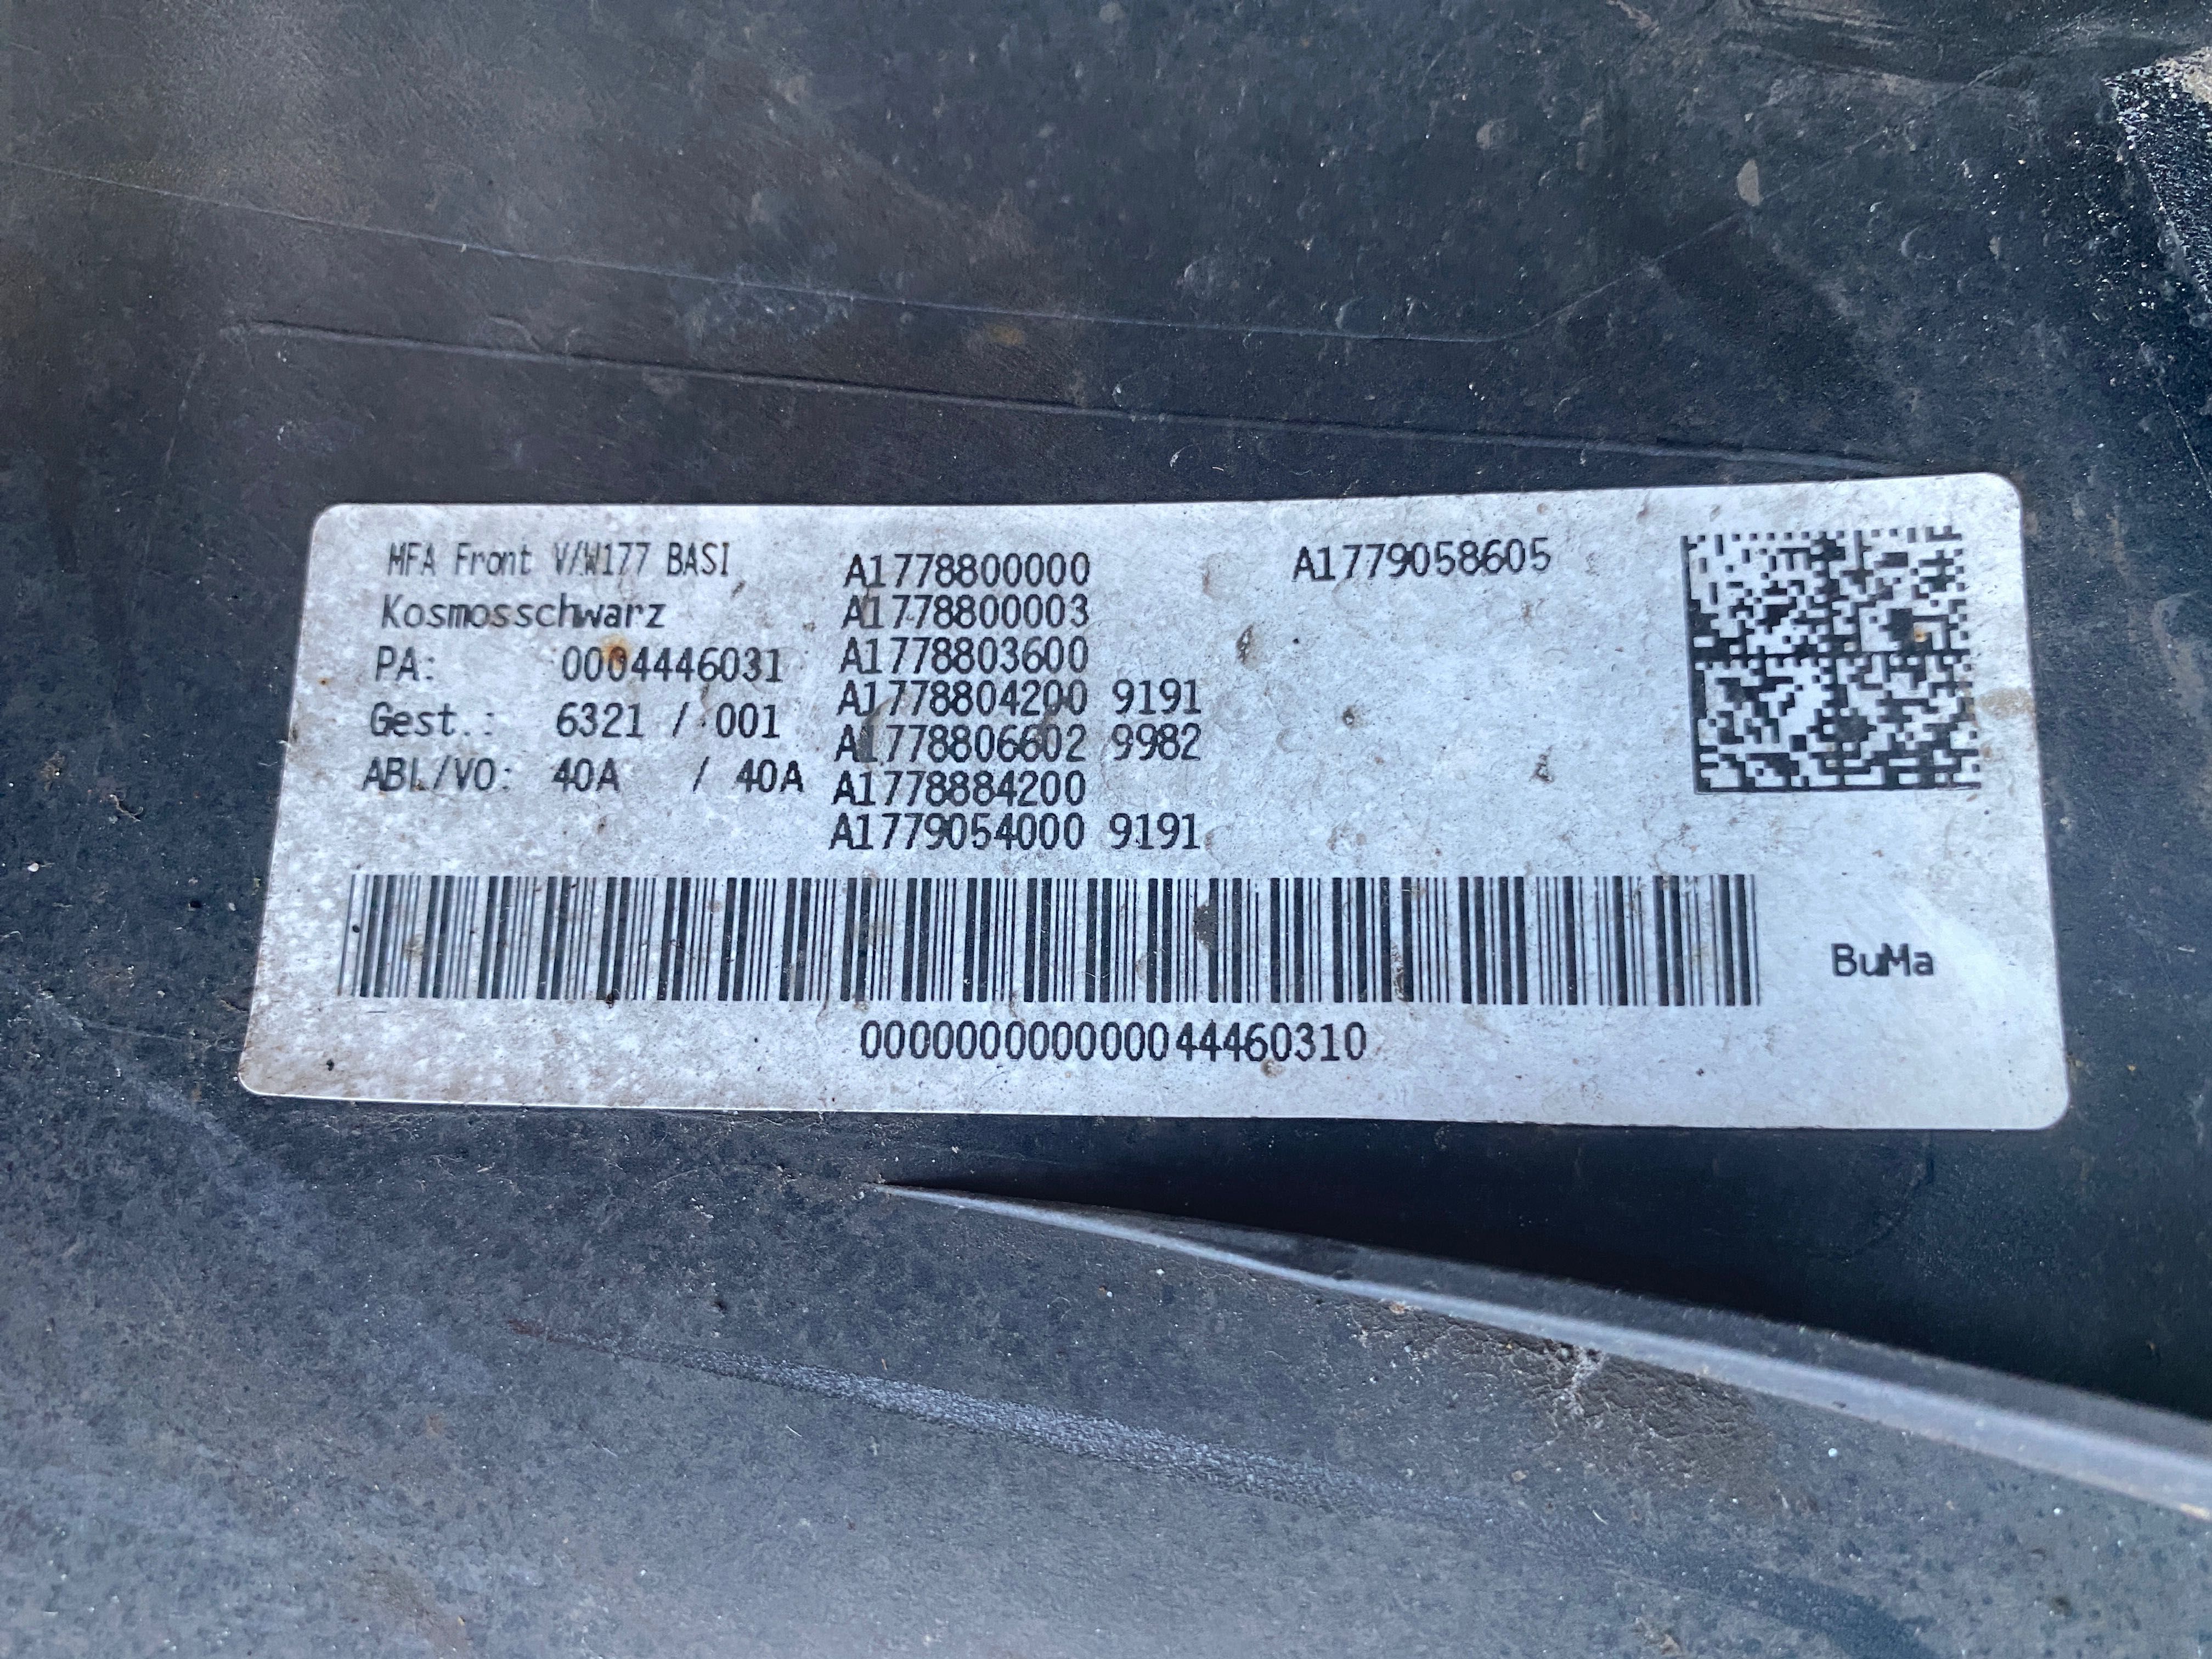 MFA Front V/W177 BASI
Kosmosschwarz
PA: 0004446031
Gest.: 6321 / 001
ABL/VO: 40A / 40A
A1778800000
A1778800003
A1778803600
A1778804200 9191
A1778806602 9982
A1778884200
A1779054000 9191
A1779058605
BuMa
00000000000044460310